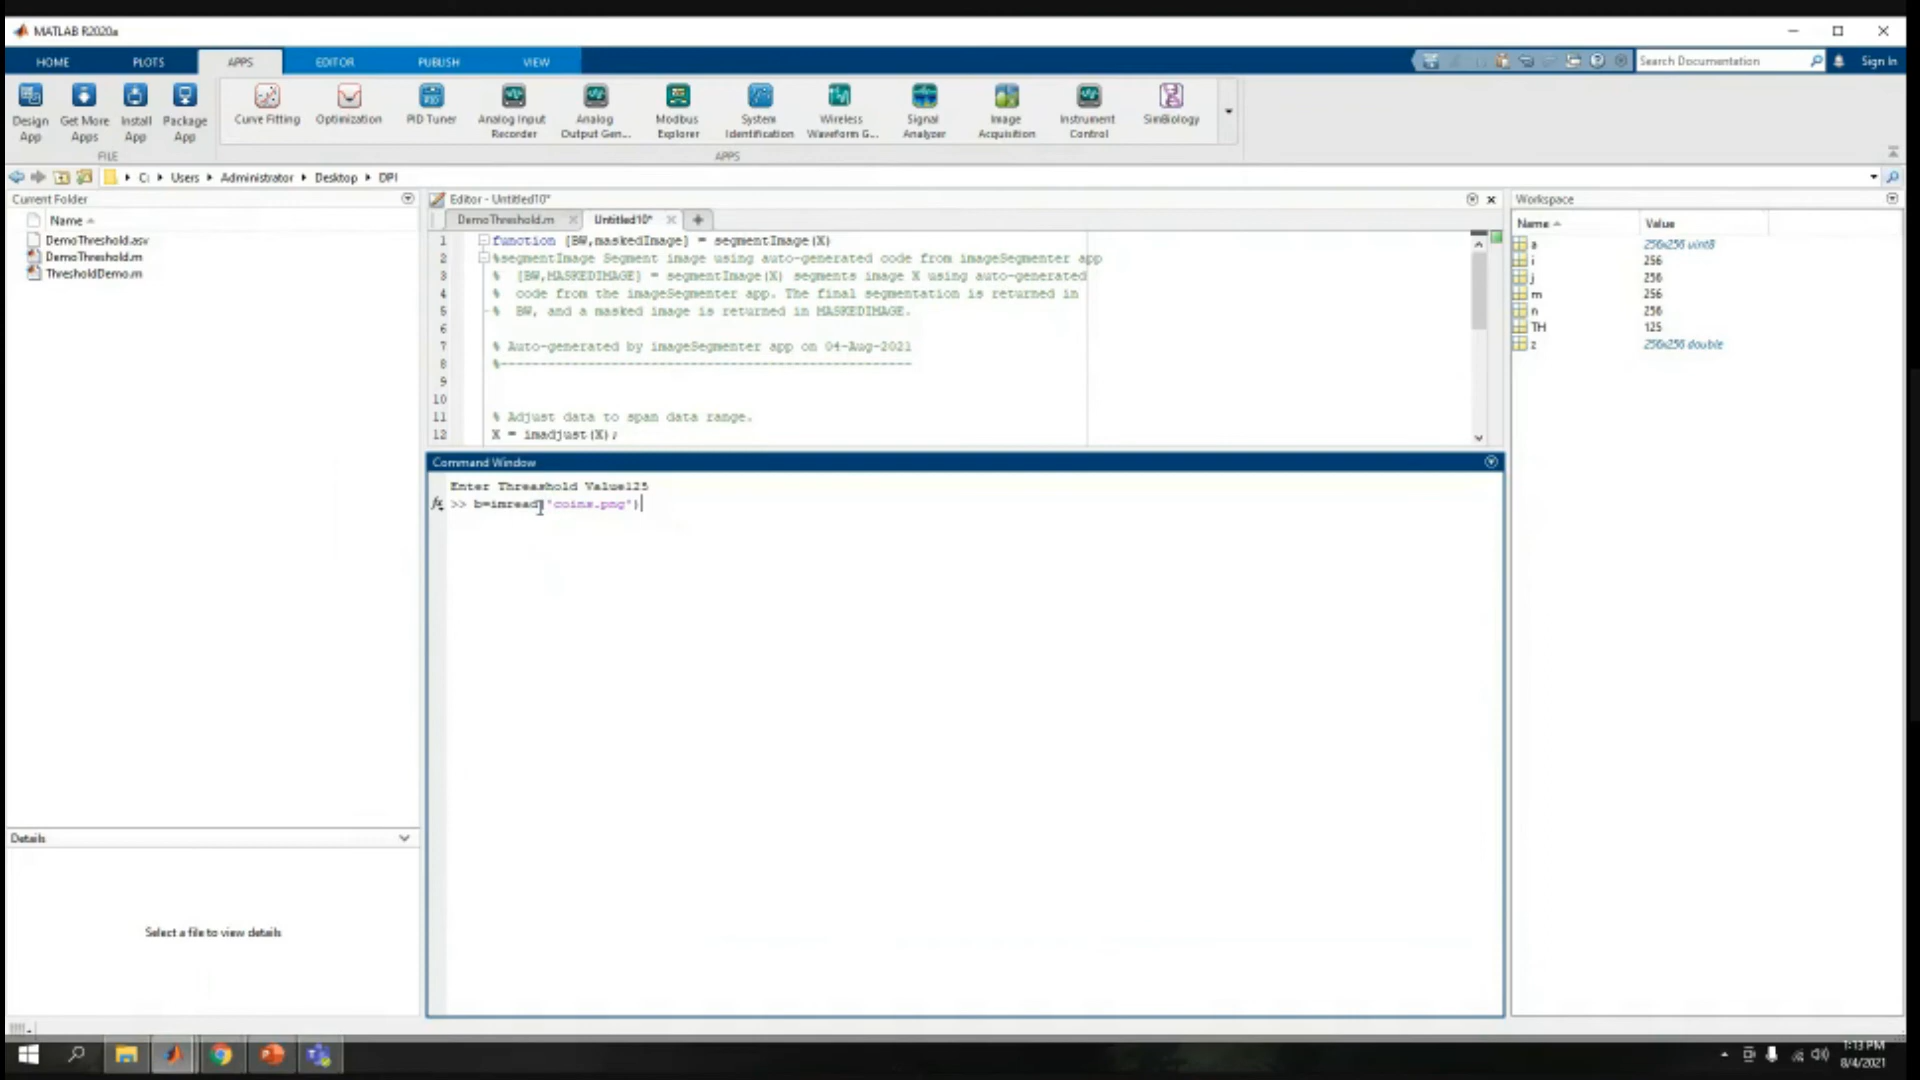 MATLAB R2020a
HOME PLOTS APPS EDITOR PUBLISH VIEW Search Documentation Sign In
Design App Get More Apps Install App Package App Curve Fitting Optimization PID Tuner Analog Input Recorder Analog Output Gen... Modbus Explorer System Identification Wireless Waveform G... Signal Analyzer Image Acquisition Instrument Control SimBiology
FILE APPS
C: Users Administrator Desktop DPI
Current Folder
Name
DemoThreshold.asv
DemoThreshold.m
ThresholdDemo.m
Details
Select a file to view details
Editor - Untitled10*
DemoThreshold.m Untitled10*
1 function [BW,maskedImage] = segmentImage(X)
2 %segmentImage Segment image using auto-generated code from imageSegmenter app
3 % [BW,MASKEDIMAGE] = segmentImage(X) segments image X using auto-generated
4 % code from the imageSegmenter app. The final segmentation is returned in
5 % BW, and a masked image is returned in MASKEDIMAGE.
6
7 % Auto-generated by imageSegmenter app on 04-Aug-2021
8 %----------------------------------------------------
9
10
11 % Adjust data to span data range.
12 X = imadjust(X);
Command Window
Enter Threashold Value125
fx >> b=imread('coins.png')
Workspace
Name Value
a 256x256 uint8
i 256
j 256
m 256
n 256
TH 125
z 256x256 double
1:13 PM
8/4/2021